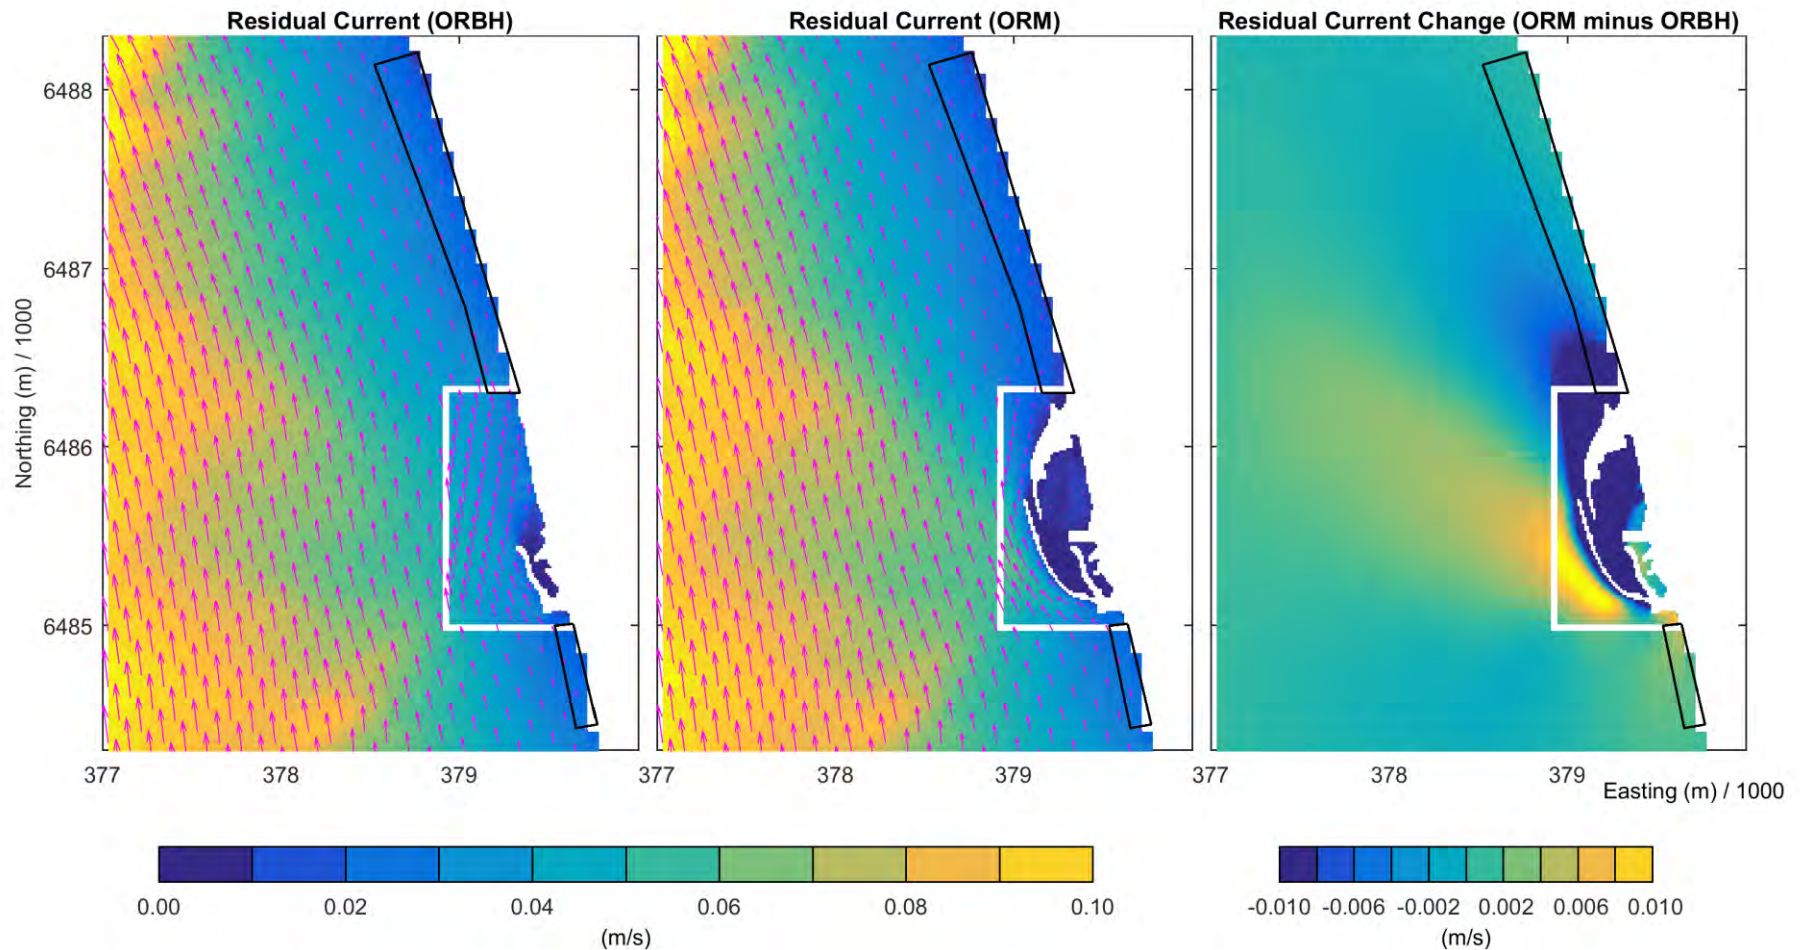 Residual Current (ORBH) Residual Current (ORM) Residual Current Change (ORM minus ORBH)
6488
6487
6486
6485
Northing (m) / 1000
377 378 379 377 378 379 377 378 379
Easting (m) / 1000
0.00 0.02 0.04 0.06 0.08 0.10 -0.010 -0.006 -0.002 0.002 0.006 0.010
(m/s) (m/s)